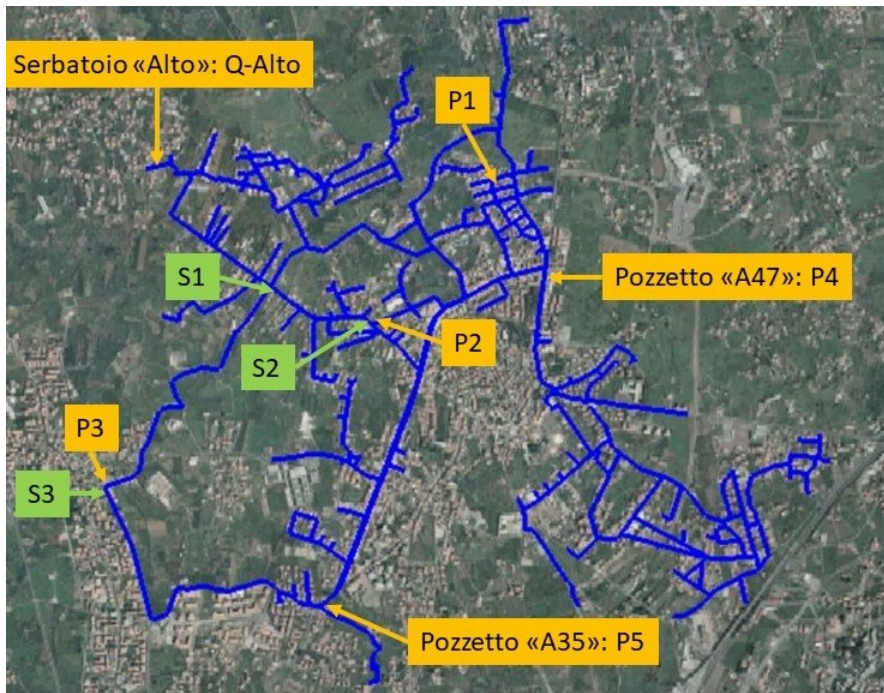 Serbatoio «Alto»: Q-Alto
P1
S1
Pozzetto «A47»: P4
P2
S2
P3
S3
Pozzetto «A35»: P5